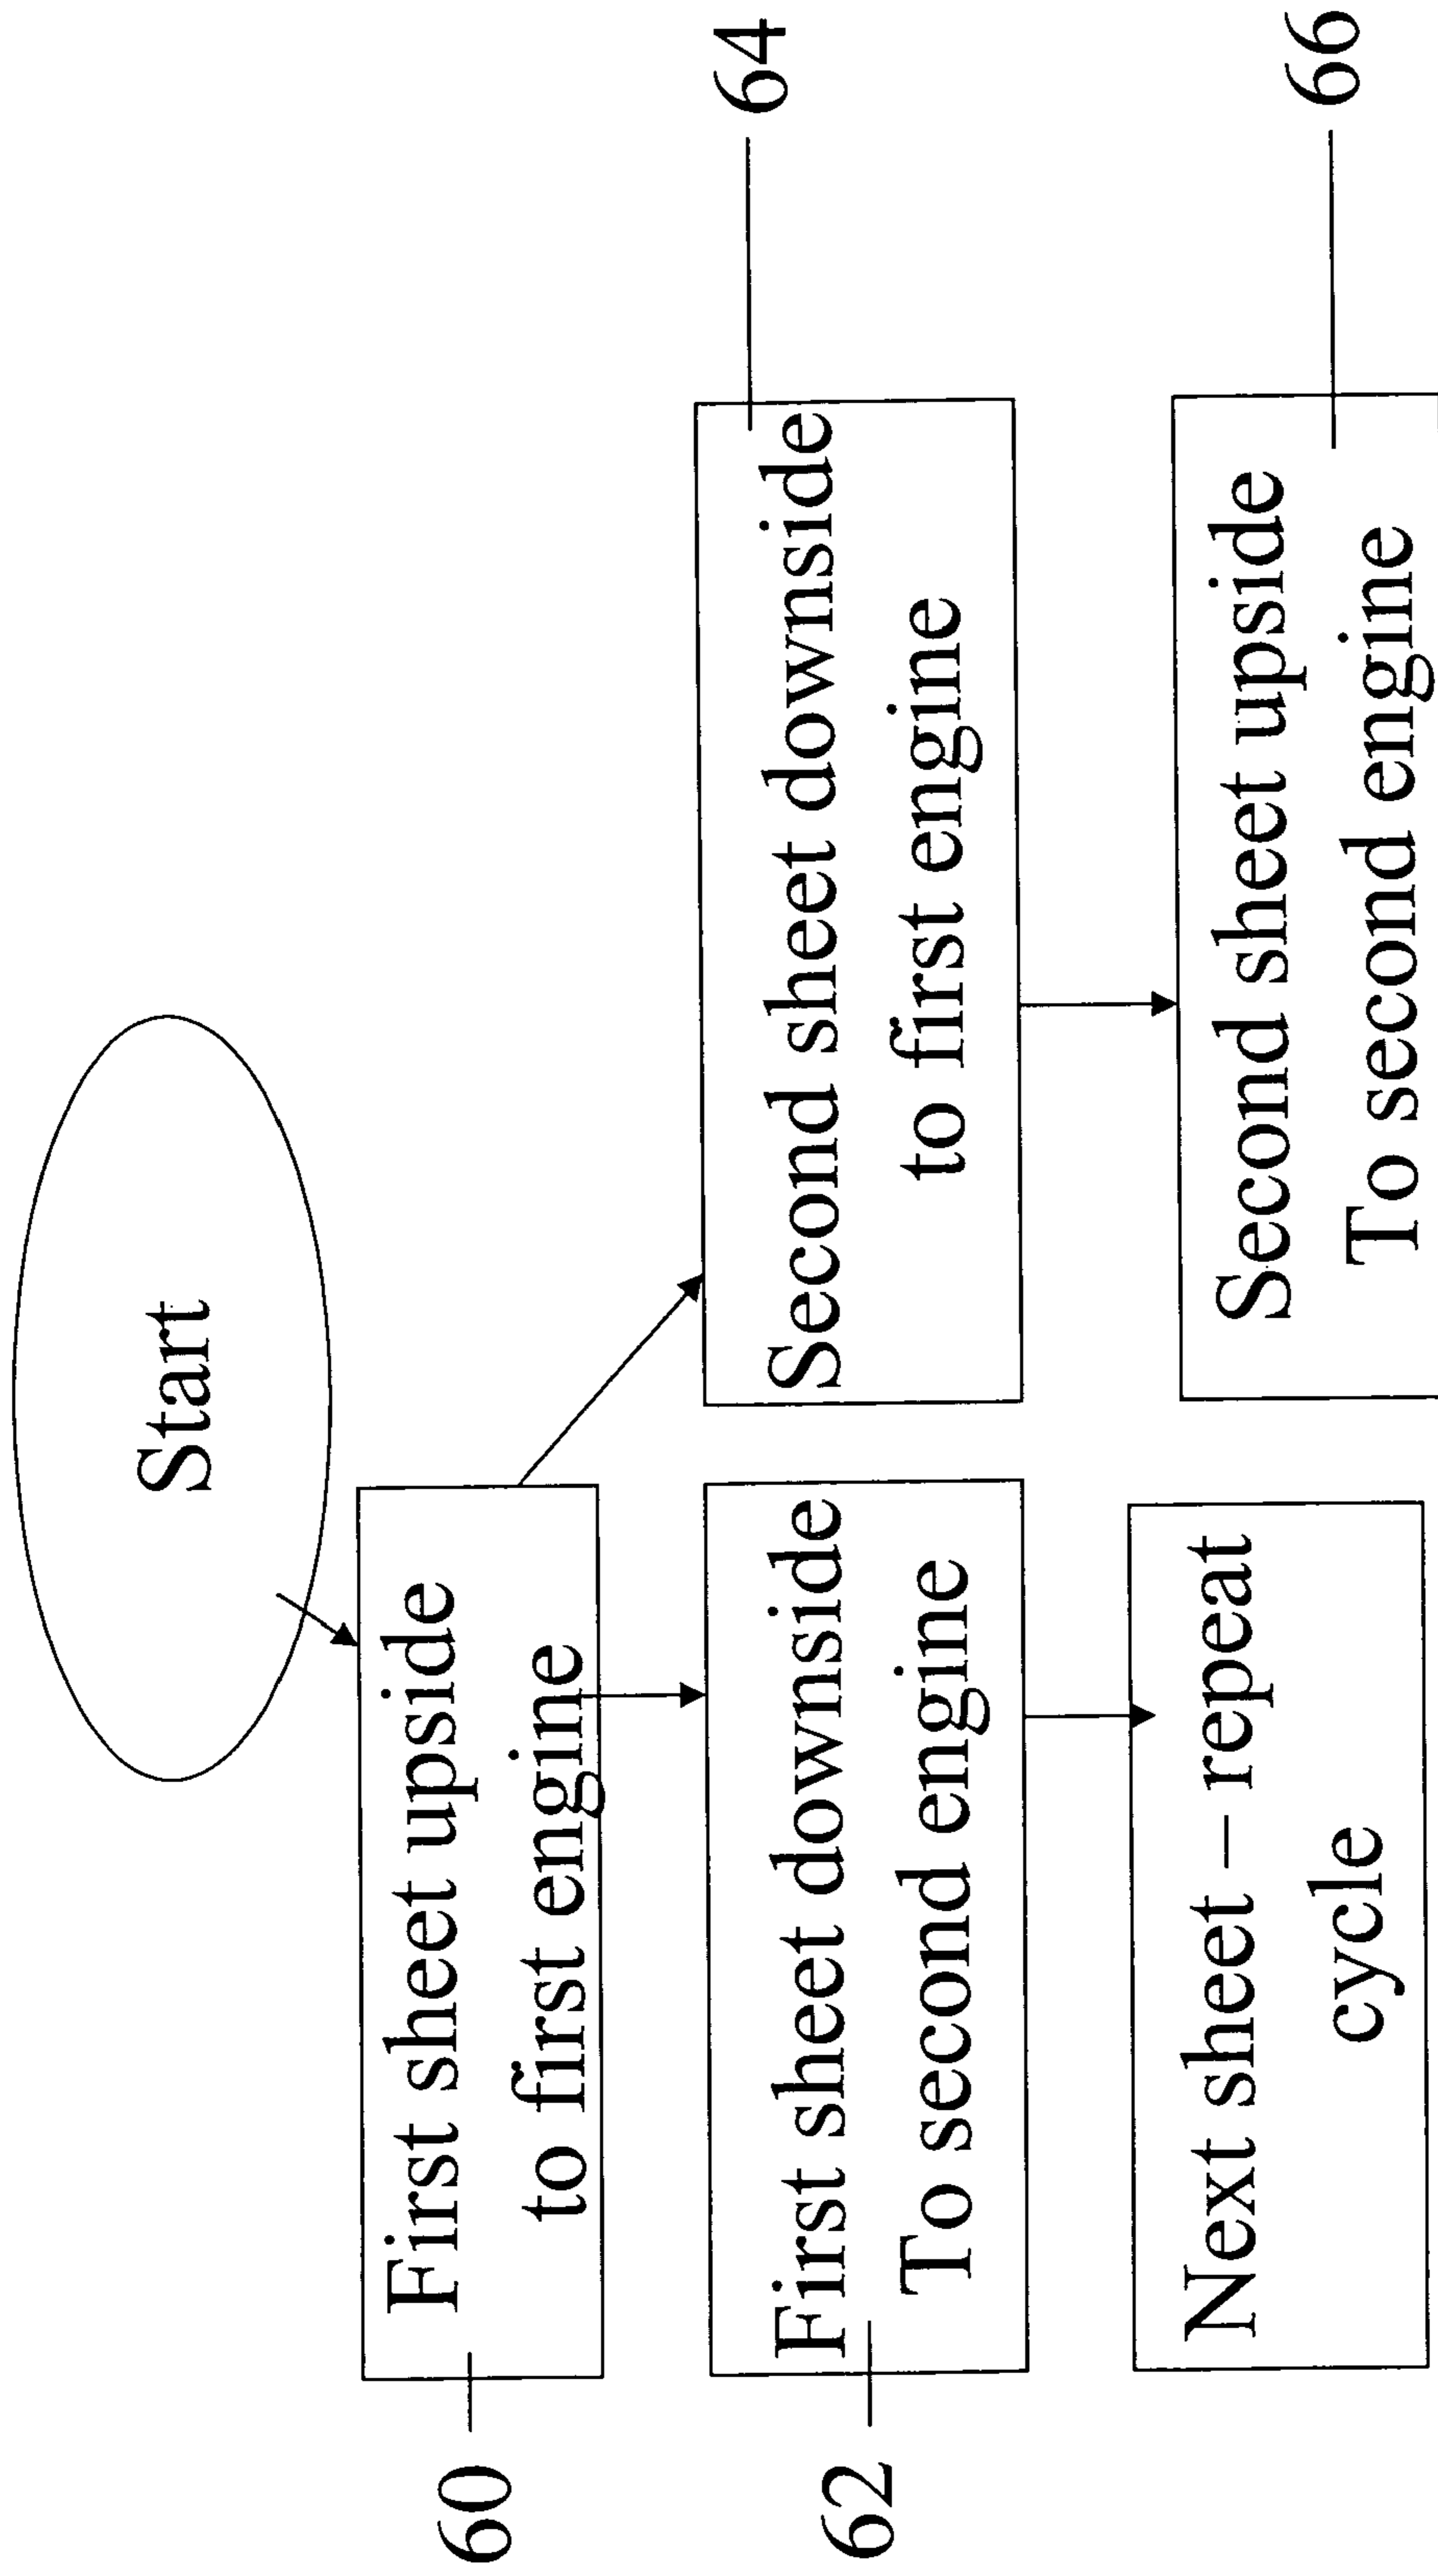 Start
60
First sheet upside
to first engine
62
First sheet downside
To second engine
Second sheet downside
to first engine
64
Next sheet – repeat
cycle
Second sheet upside
To second engine
66